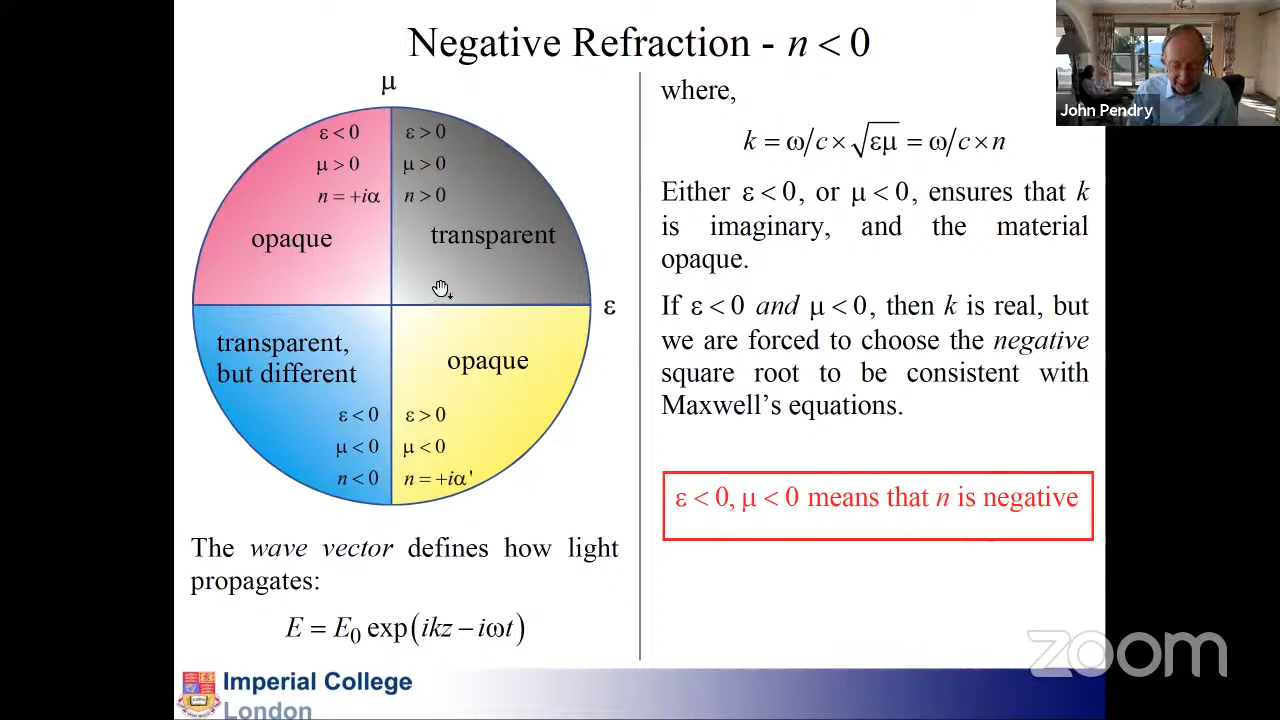 Negative Refraction - n < 0
μ
ε < 0
μ > 0
n = +iα
opaque
ε > 0
μ > 0
n > 0
transparent
ε
transparent,
but different
ε < 0
μ < 0
n < 0
opaque
ε > 0
μ < 0
n = +iα'
The wave vector defines how light
propagates:
E = E₀ exp(ikz − iωt)
where,
k = ω/c × √εμ = ω/c × n
Either ε < 0, or μ < 0, ensures that k
is imaginary, and the material
opaque.
If ε < 0 and μ < 0, then k is real, but
we are forced to choose the negative
square root to be consistent with
Maxwell's equations.
ε < 0, μ < 0 means that n is negative
John Pendry
zoom
Imperial College
London